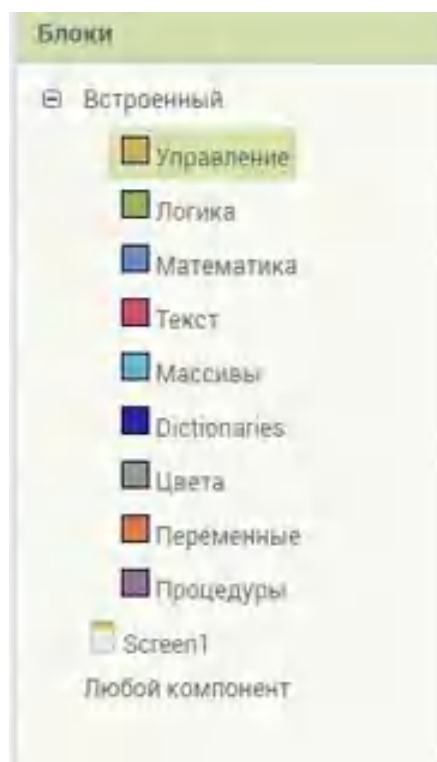 Блоки
Встроенный
Управление
Логика
Математика
Текст
Массивы
Dictionaries
Цвета
Переменные
Процедуры
Screen1
Любой компонент